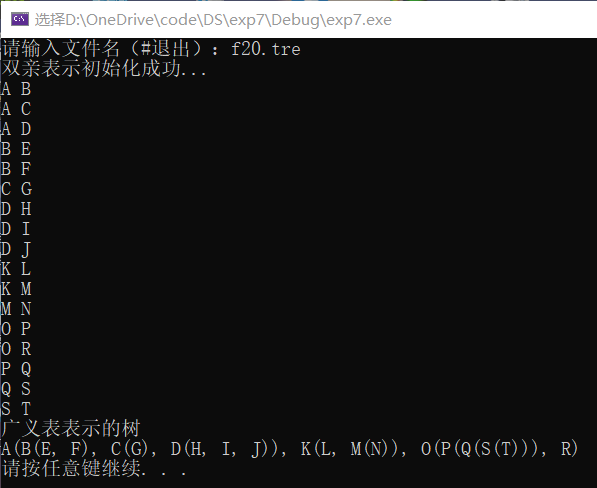 选择D:\OneDrive\code\DS\exp7\Debug\exp7.exe
请输入文件名（#退出）：f20.tre
双亲表示初始化成功...
A B
A C
A D
B E
B F
C G
D H
D I
D J
K L
K M
M N
O P
O R
P Q
Q S
S T
广义表表示的树
A(B(E, F), C(G), D(H, I, J)), K(L, M(N)), O(P(Q(S(T))), R)
请按任意键继续. . .